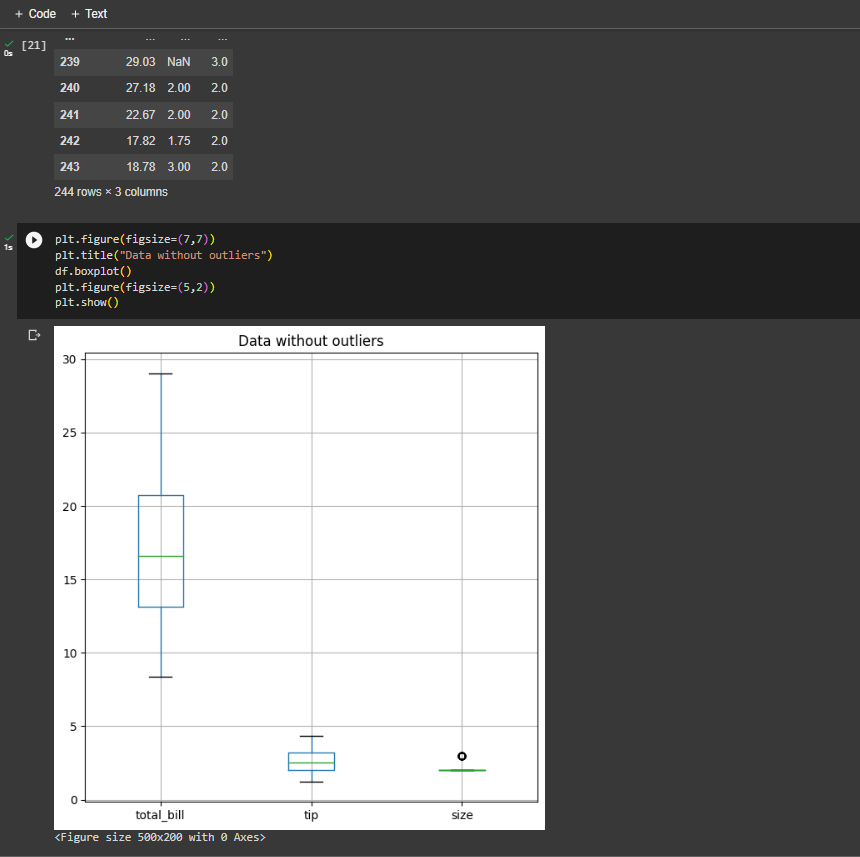 + Code + Text
... ... ... ...
0s [21]
239 29.03 NaN 3.0
240 27.18 2.00 2.0
241 22.67 2.00 2.0
242 17.82 1.75 2.0
243 18.78 3.00 2.0
244 rows × 3 columns
1s
plt.figure(figsize=(7,7))
plt.title("Data without outliers")
df.boxplot()
plt.figure(figsize=(5,2))
plt.show()
Data without outliers
30
25
20
15
10
5
0
total_bill tip size
<Figure size 500x200 with 0 Axes>